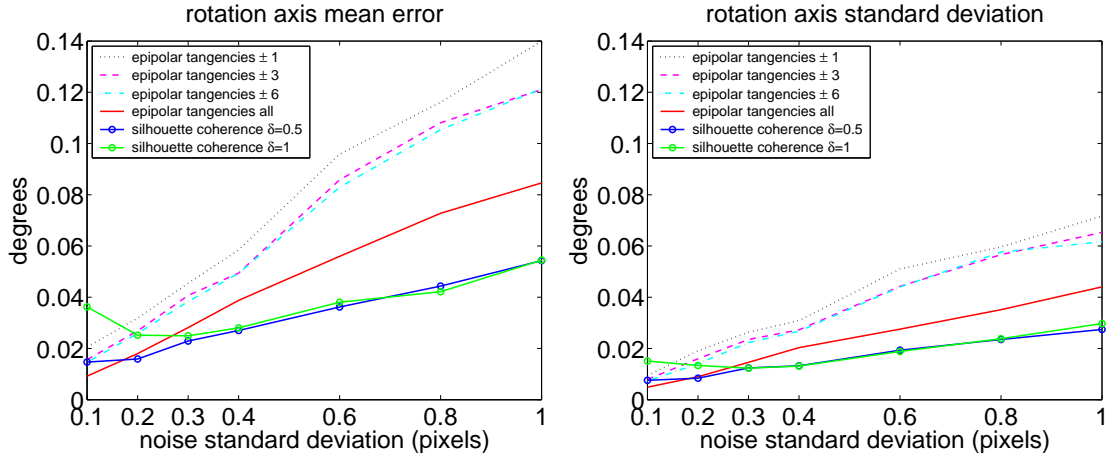 rotation axis mean error
0.14
0.12
0.1
0.08
0.06
0.04
0.02
0
degrees
epipolar tangencies ± 1
epipolar tangencies ± 3
epipolar tangencies ± 6
epipolar tangencies all
silhouette coherence δ=0.5
silhouette coherence δ=1
0.1 0.2 0.3 0.4 0.6 0.8 1
noise standard deviation (pixels)
rotation axis standard deviation
0.14
0.12
0.1
0.08
0.06
0.04
0.02
0
degrees
epipolar tangencies ± 1
epipolar tangencies ± 3
epipolar tangencies ± 6
epipolar tangencies all
silhouette coherence δ=0.5
silhouette coherence δ=1
0.1 0.2 0.3 0.4 0.6 0.8 1
noise standard deviation (pixels)